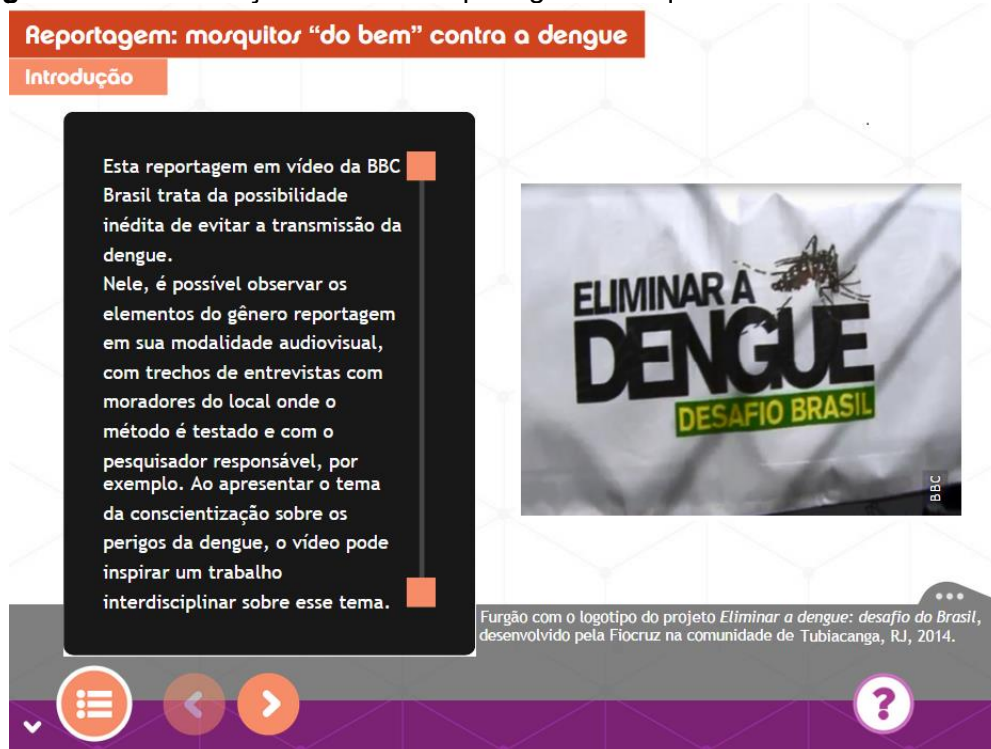 Reportagem: mosquitos “do bem” contra a dengue
Introdução
Esta reportagem em vídeo da BBC
Brasil trata da possibilidade
inédita de evitar a transmissão da
dengue.
Nele, é possível observar os
elementos do gênero reportagem
em sua modalidade audiovisual,
com trechos de entrevistas com
moradores do local onde o
método é testado e com o
pesquisador responsável, por
exemplo. Ao apresentar o tema
da conscientização sobre os
perigos da dengue, o vídeo pode
inspirar um trabalho
interdisciplinar sobre esse tema.
ELIMINAR A
DENGUE
DESAFIO BRASIL
BBC
Furgão com o logotipo do projeto Eliminar a dengue: desafio do Brasil,
desenvolvido pela Fiocruz na comunidade de Tubiacanga, RJ, 2014.
?